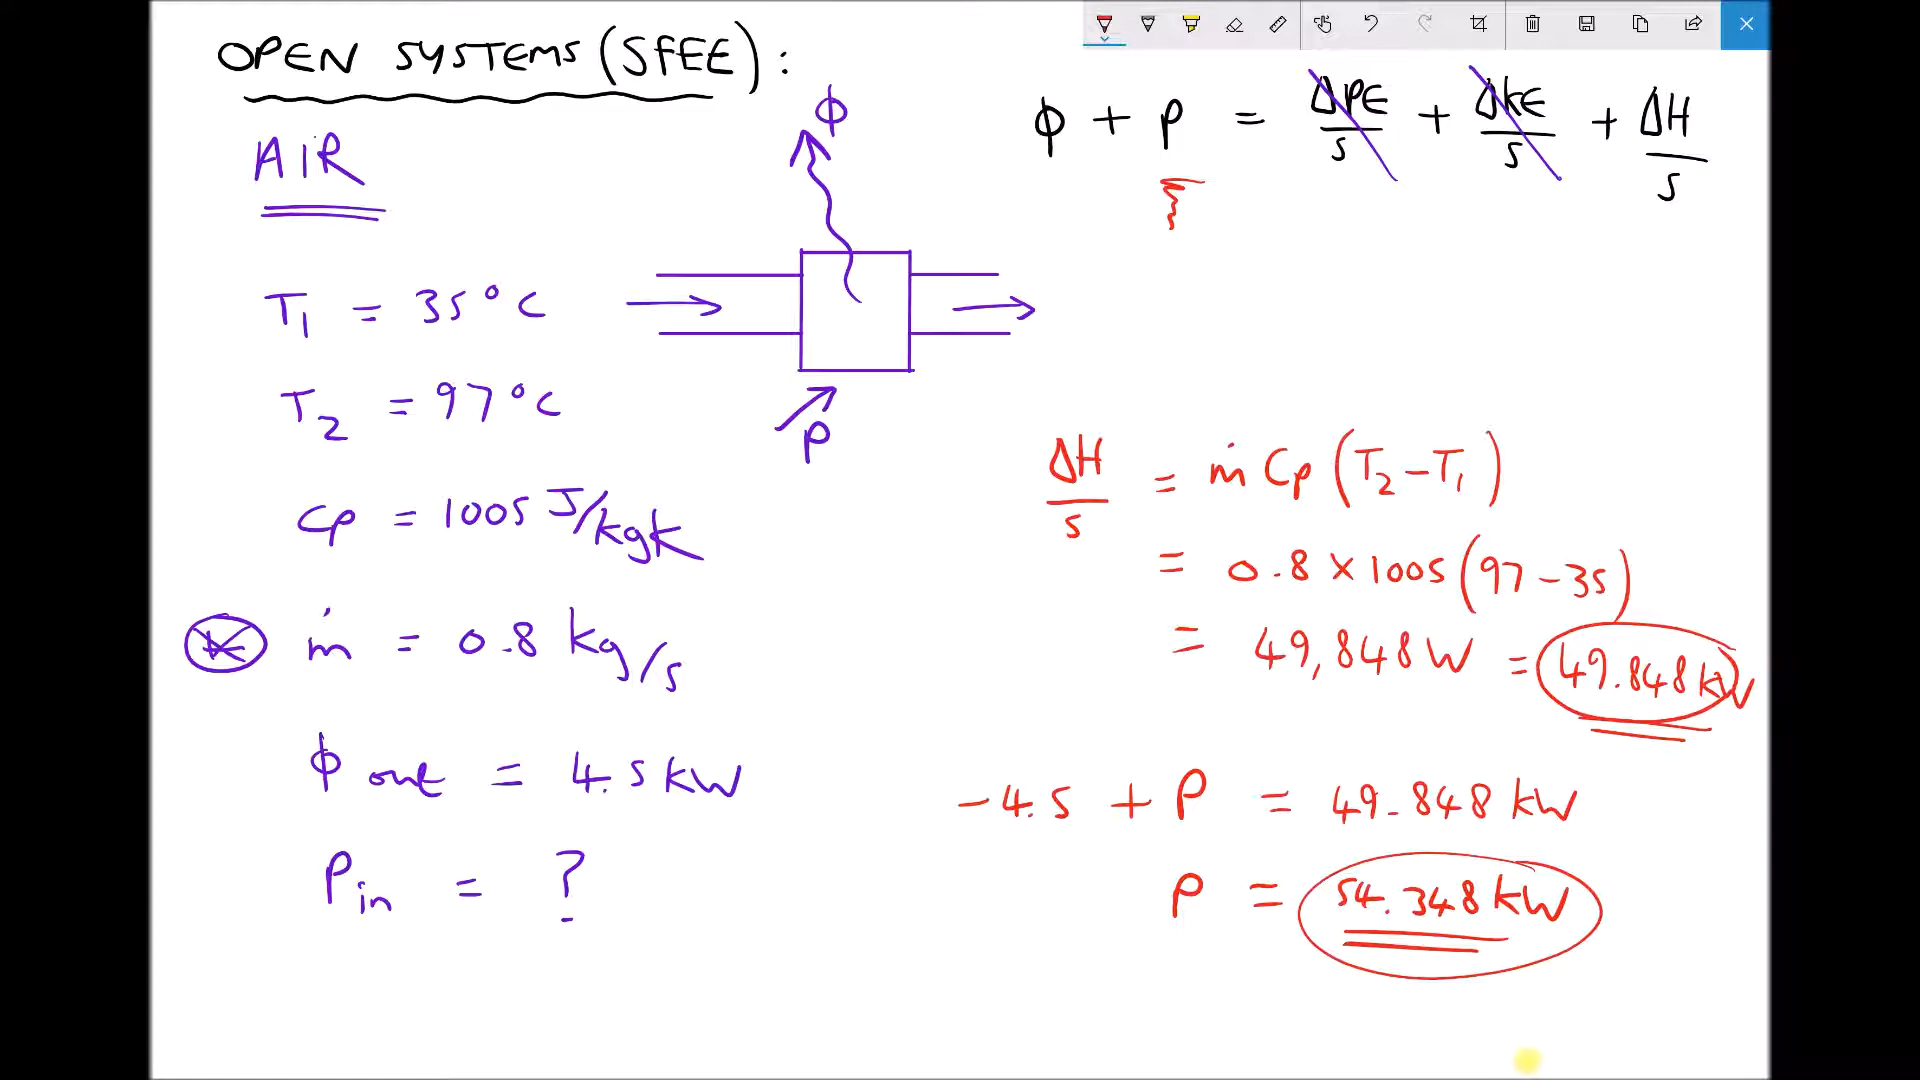 OPEN SYSTEMS (SFEE) :
AIR
T1 = 35°C
T2 = 97°C
Cp = 1005 J/kgK
ṁ = 0.8 kg/s
ϕ out = 4.5 kW
Pin = ?
ϕ
P
ϕ + P = ΔPE/s + ΔKE/s + ΔH/s
ΔH/s = ṁ Cp (T2 - T1)
= 0.8 × 1005 (97 - 35)
= 49,848 W = 49.848 kW
-4.5 + P = 49.848 kW
P = 54.348 kW